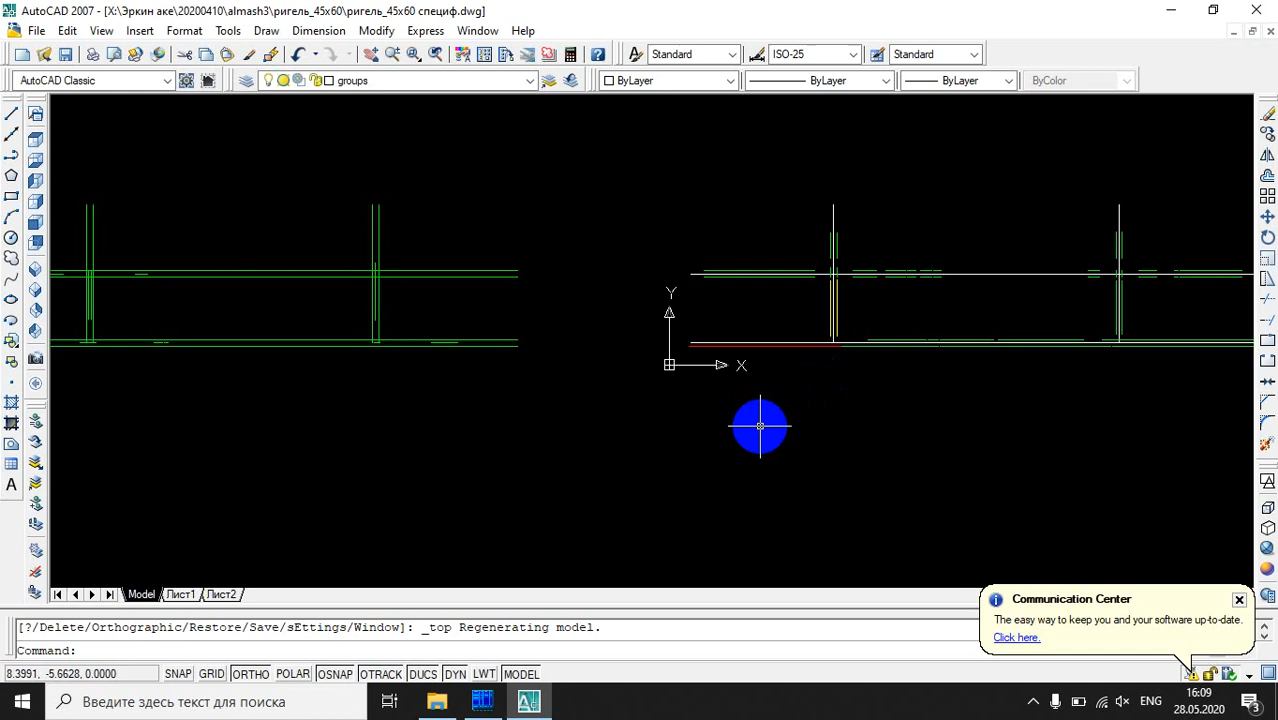 AutoCAD 2007 - [X:\Эркин аке\20200410\almash3\ригель_45x60\ригель_45x60 специф.dwg]
File Edit View Insert Format Tools Draw Dimension Modify Express Window Help
Standard ISO-25 Standard
AutoCAD Classic groups ByLayer ByLayer ByLayer ByColor
Y
X
A
Model Лист1 Лист2
Communication Center
The easy way to keep you and your software up-to-date.
Click here.
[?/Delete/Orthographic/Restore/Save/sEttings/Window]: _top Regenerating model.
Command:
8.3991, -5.6628, 0.0000 SNAP GRID ORTHO POLAR OSNAP OTRACK DUCS DYN LWT MODEL
Введите здесь текст для поиска
ENG
16:09
28.05.2020
3